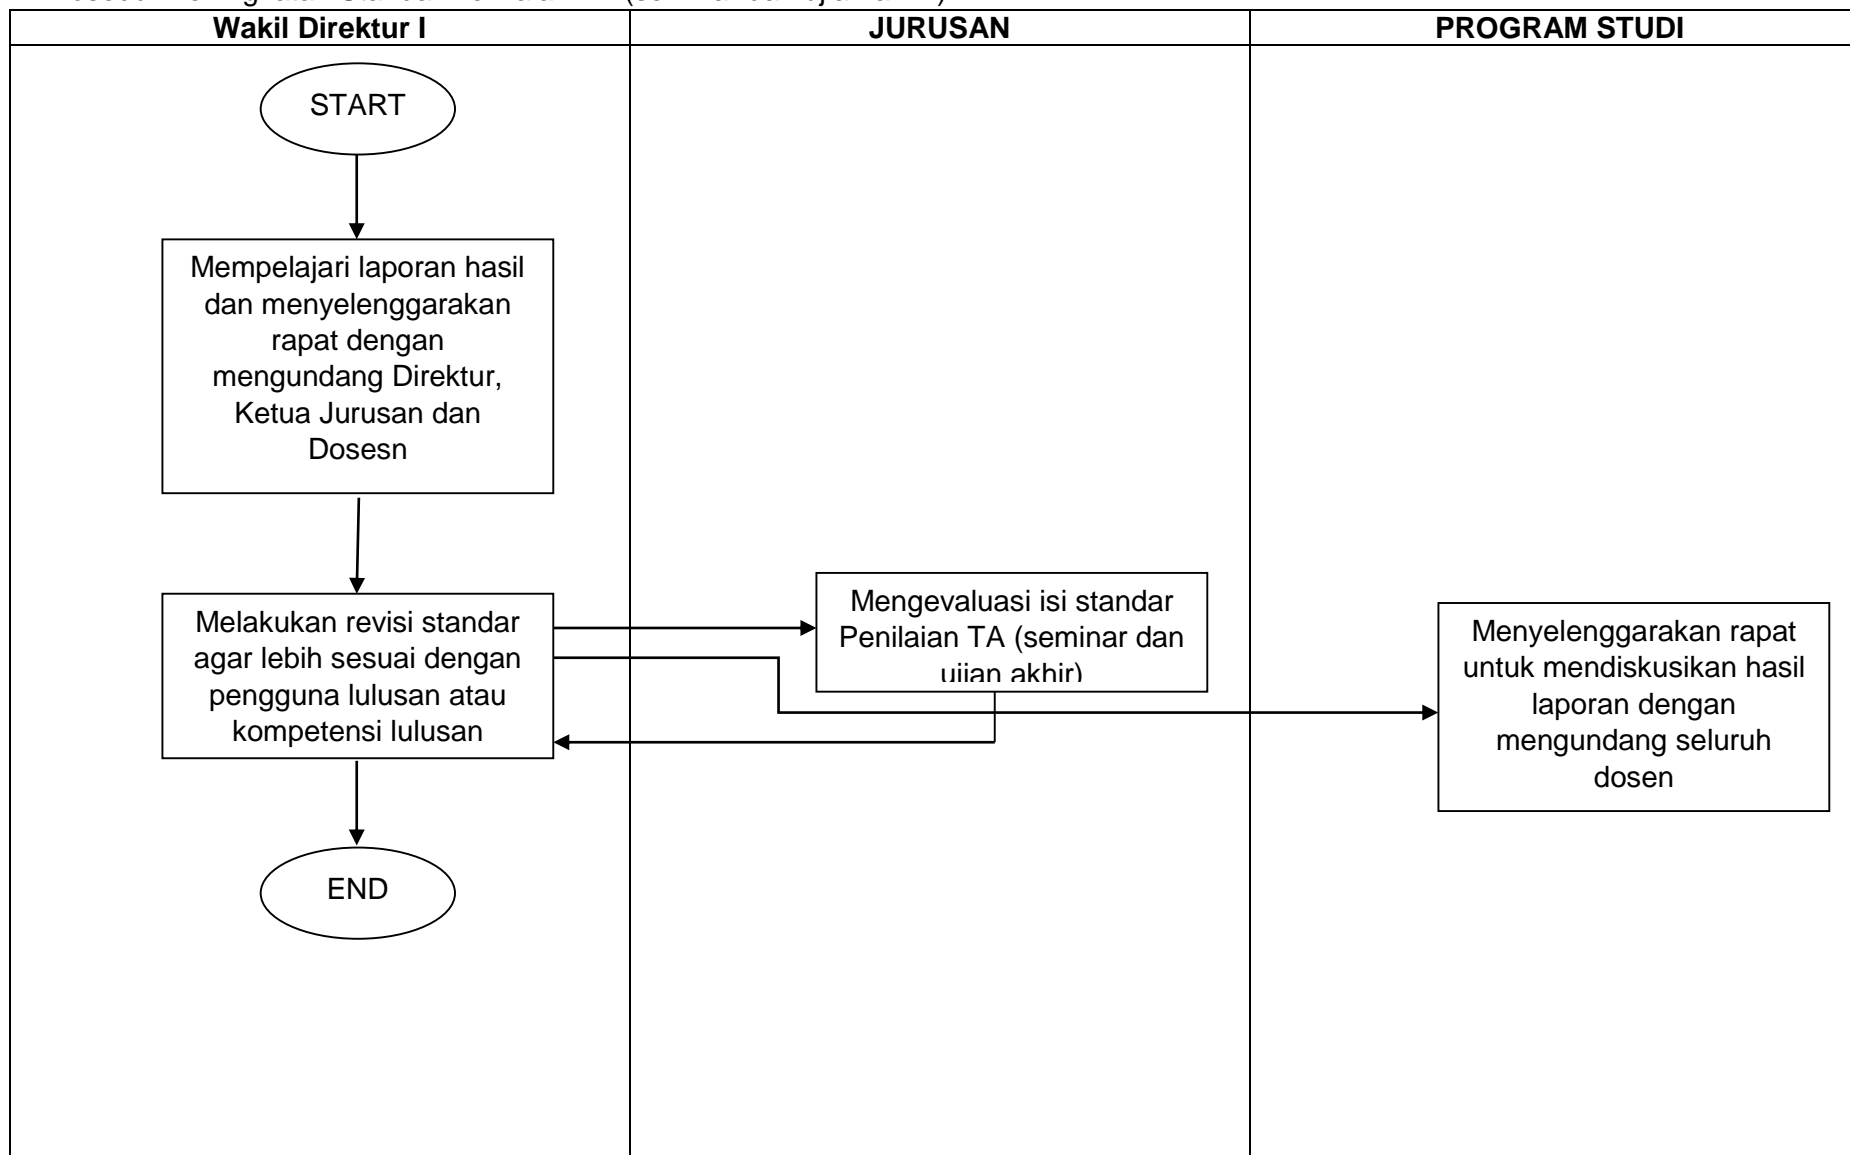 Wakil Direktur I
JURUSAN
PROGRAM STUDI
START
Mempelajari laporan hasil
dan menyelenggarakan
rapat dengan
mengundang Direktur,
Ketua Jurusan dan
Dosesn
Melakukan revisi standar
agar lebih sesuai dengan
pengguna lulusan atau
kompetensi lulusan
Mengevaluasi isi standar
Penilaian TA (seminar dan
ujian akhir)
Menyelenggarakan rapat
untuk mendiskusikan hasil
laporan dengan
mengundang seluruh
dosen
END